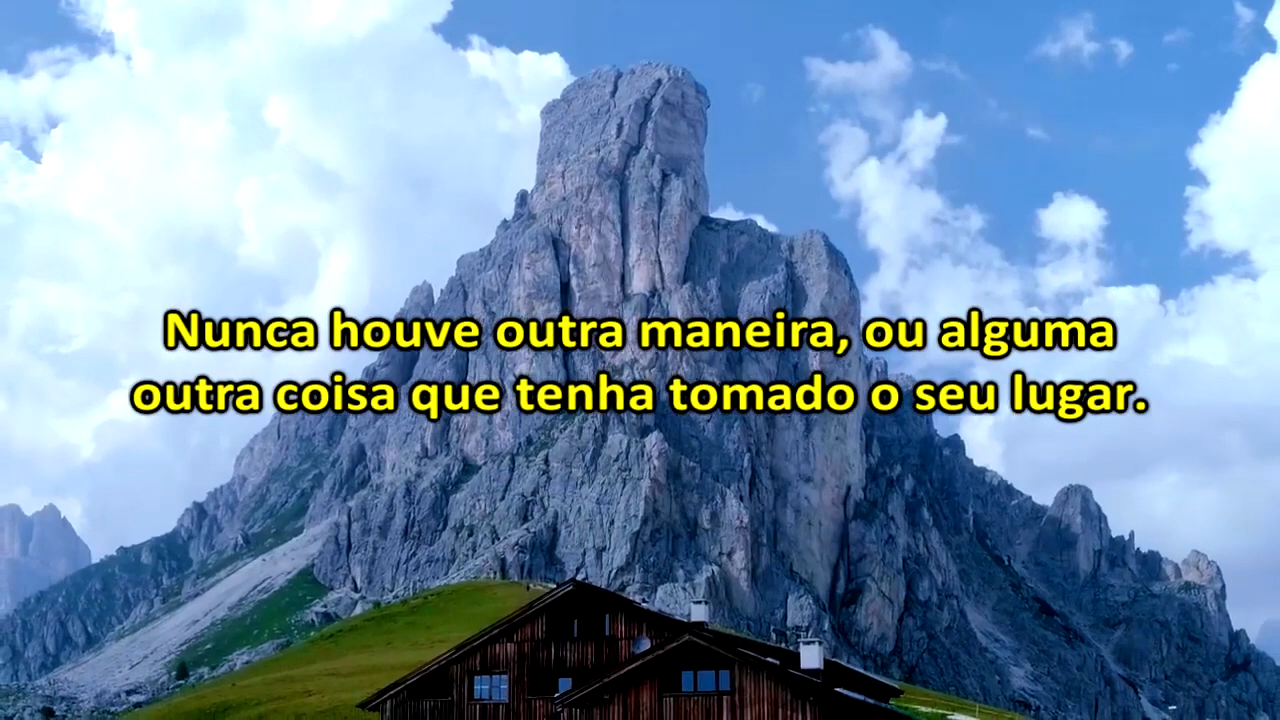 Nunca houve outra maneira, ou alguma
outra coisa que tenha tomado o seu lugar.